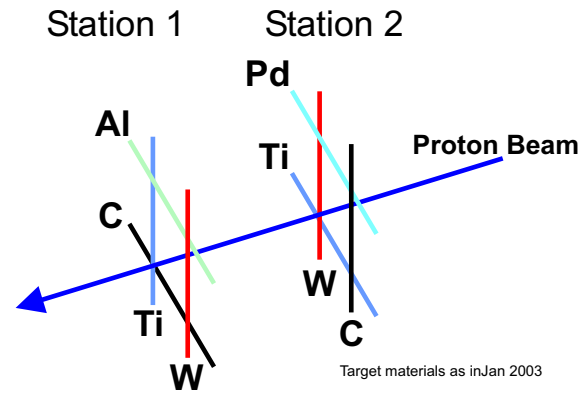 Station 1
Station 2
Pd
Al
Ti
Proton Beam
C
W
Ti
C
W
Target materials as inJan 2003